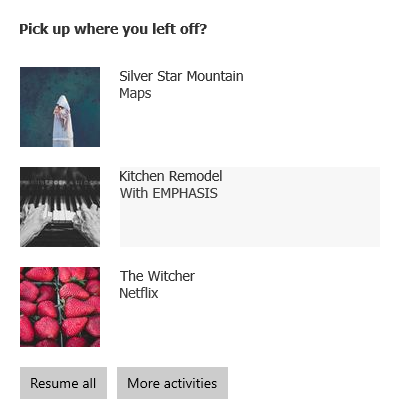 Pick up where you left off?
Silver Star Mountain
Maps
Kitchen Remodel
With EMPHASIS
The Witcher
Netflix
Resume all
More activities